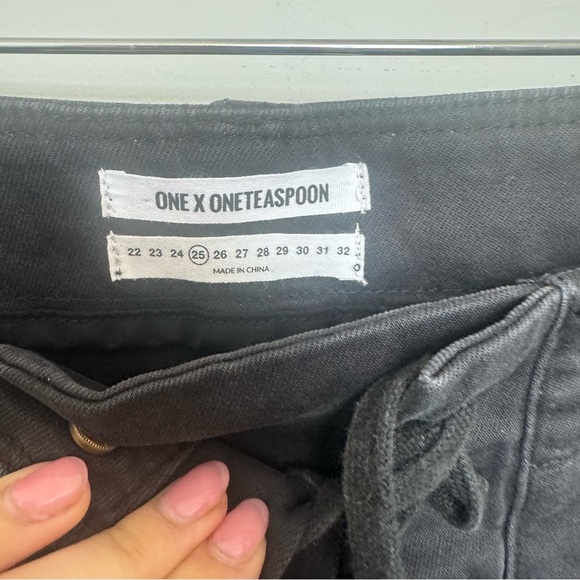 ONE X ONETEASPOON
22 23 24 25 26 27 28 29 30 31 32
MADE IN CHINA